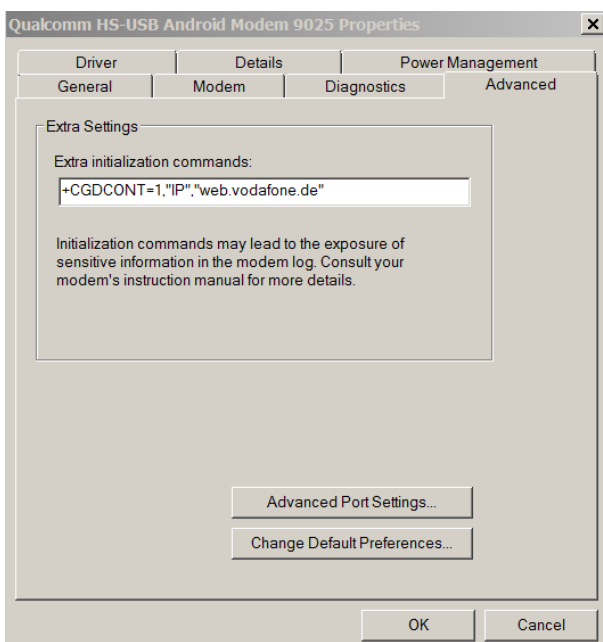 Qualcomm HS-USB Android Modem 9025 Properties
Driver Details Power Management
General Modem Diagnostics Advanced
Extra Settings
Extra initialization commands:
+CGDCONT=1,"IP","web.vodafone.de"
Initialization commands may lead to the exposure of
sensitive information in the modem log. Consult your
modem's instruction manual for more details.
Advanced Port Settings...
Change Default Preferences...
OK Cancel